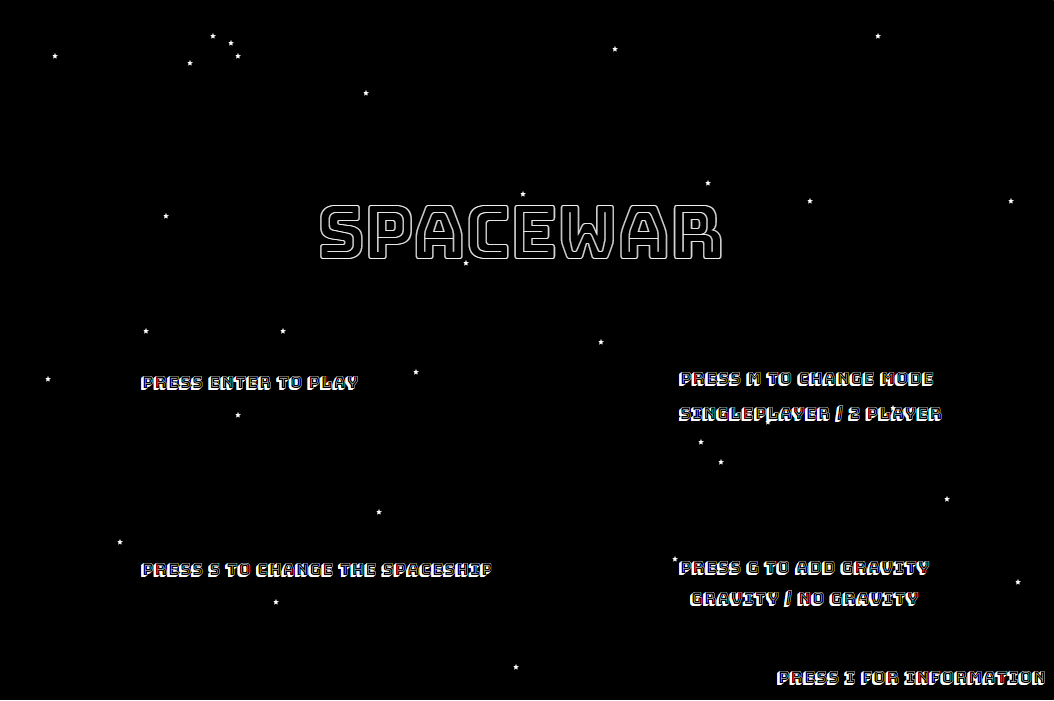 SPACEWAR
PRESS ENTER TO PLAY
PRESS M TO CHANGE MODE
SINGLEPLAYER / 2 PLAYER
PRESS S TO CHANGE THE SPACESHIP
PRESS G TO ADD GRAVITY
GRAVITY / NO GRAVITY
PRESS I FOR INFORMATION